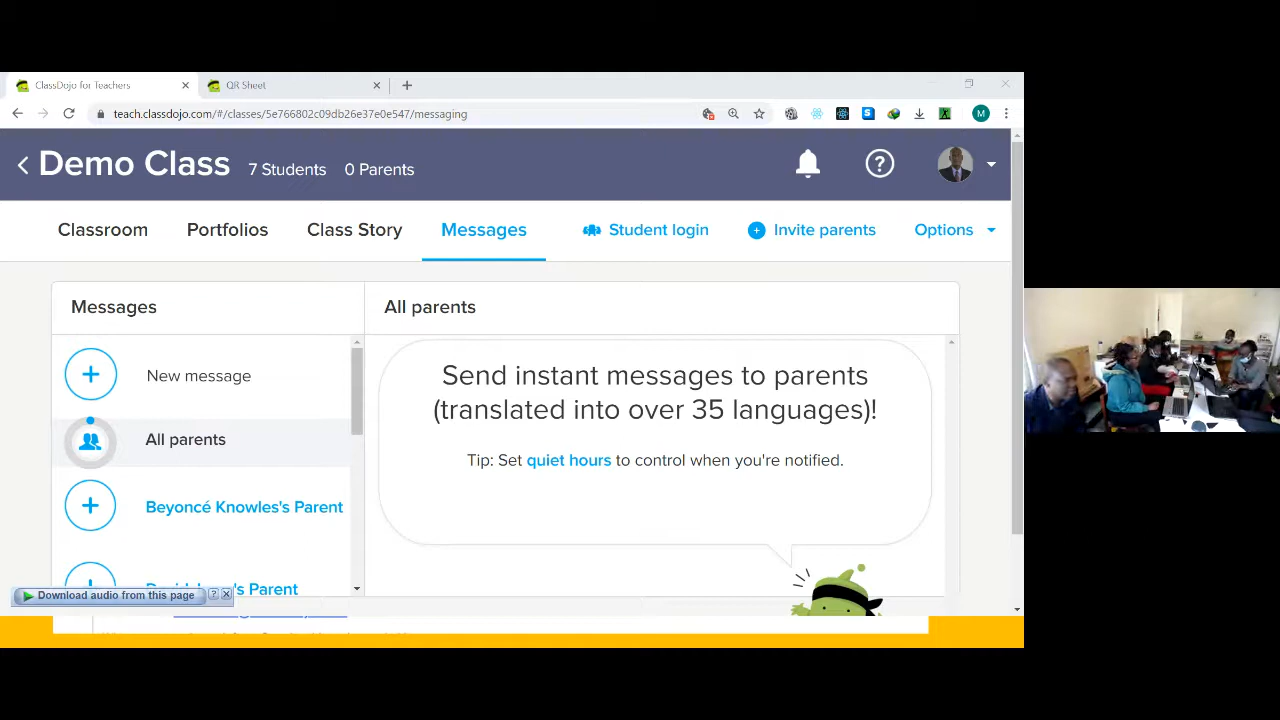 ClassDojo for Teachers
QR Sheet
teach.classdojo.com/#/classes/5e766802c09db26e37e0e547/messaging
M
Demo Class 7 Students 0 Parents
Classroom Portfolios Class Story Messages Student login Invite parents Options
Messages
All parents
New message
All parents
Beyoncé Knowles's Parent
Parent
Send instant messages to parents
(translated into over 35 languages)!
Tip: Set quiet hours to control when you're notified.
Download audio from this page